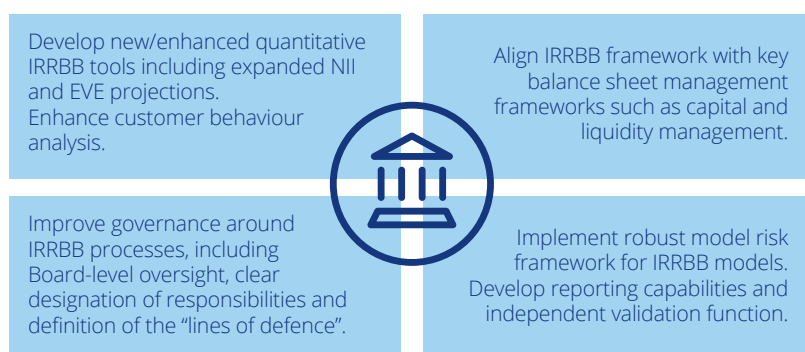 Develop new/enhanced quantitative
IRRBB tools including expanded NII
and EVE projections.
Enhance customer behaviour
analysis.
Align IRRBB framework with key
balance sheet management
frameworks such as capital and
liquidity management.
Improve governance around
IRRBB processes, including
Board-level oversight, clear
designation of responsibilities and
definition of the “lines of defence”.
Implement robust model risk
framework for IRRBB models.
Develop reporting capabilities and
independent validation function.